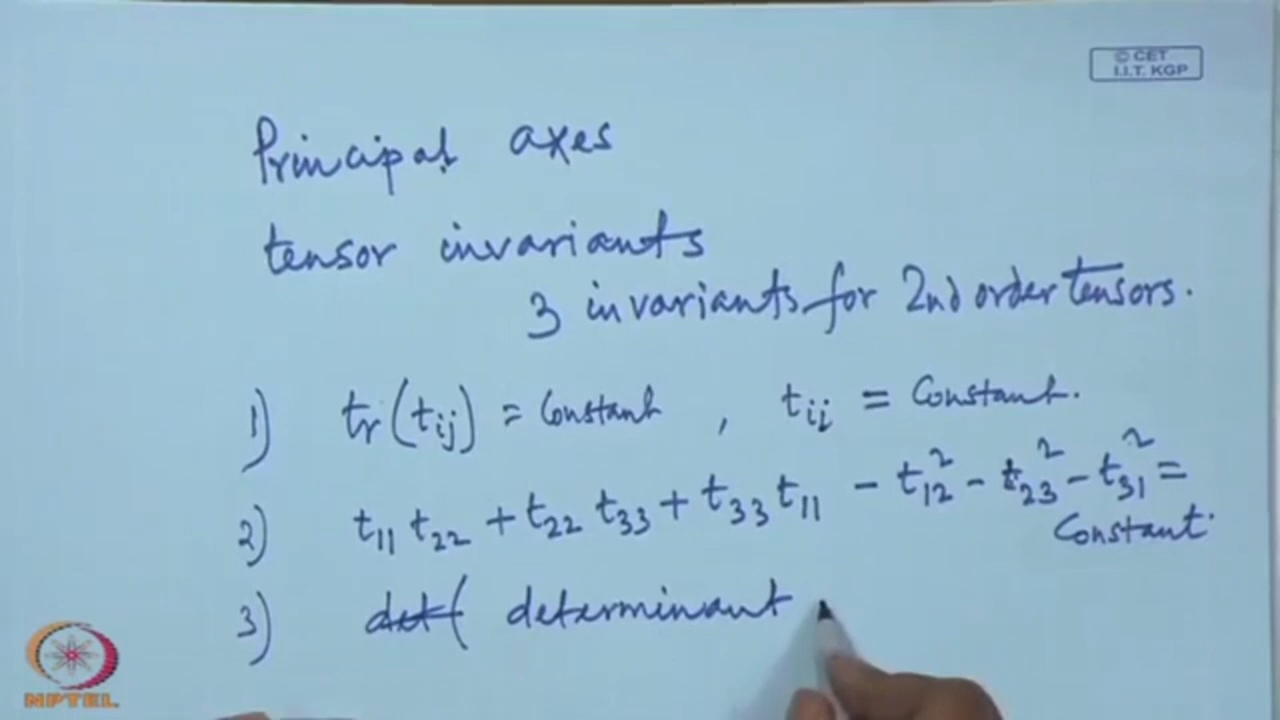 © CET
I.I.T. KGP
Principal axes
tensor invariants
3 invariants for 2nd order tensors.
1) tr(tij) = Constant , tii = Constant.
2) t11 t22 + t22 t33 + t33 t11 - t12² - t23² - t31² =
Constant.
3) det( determinant
NPTEL